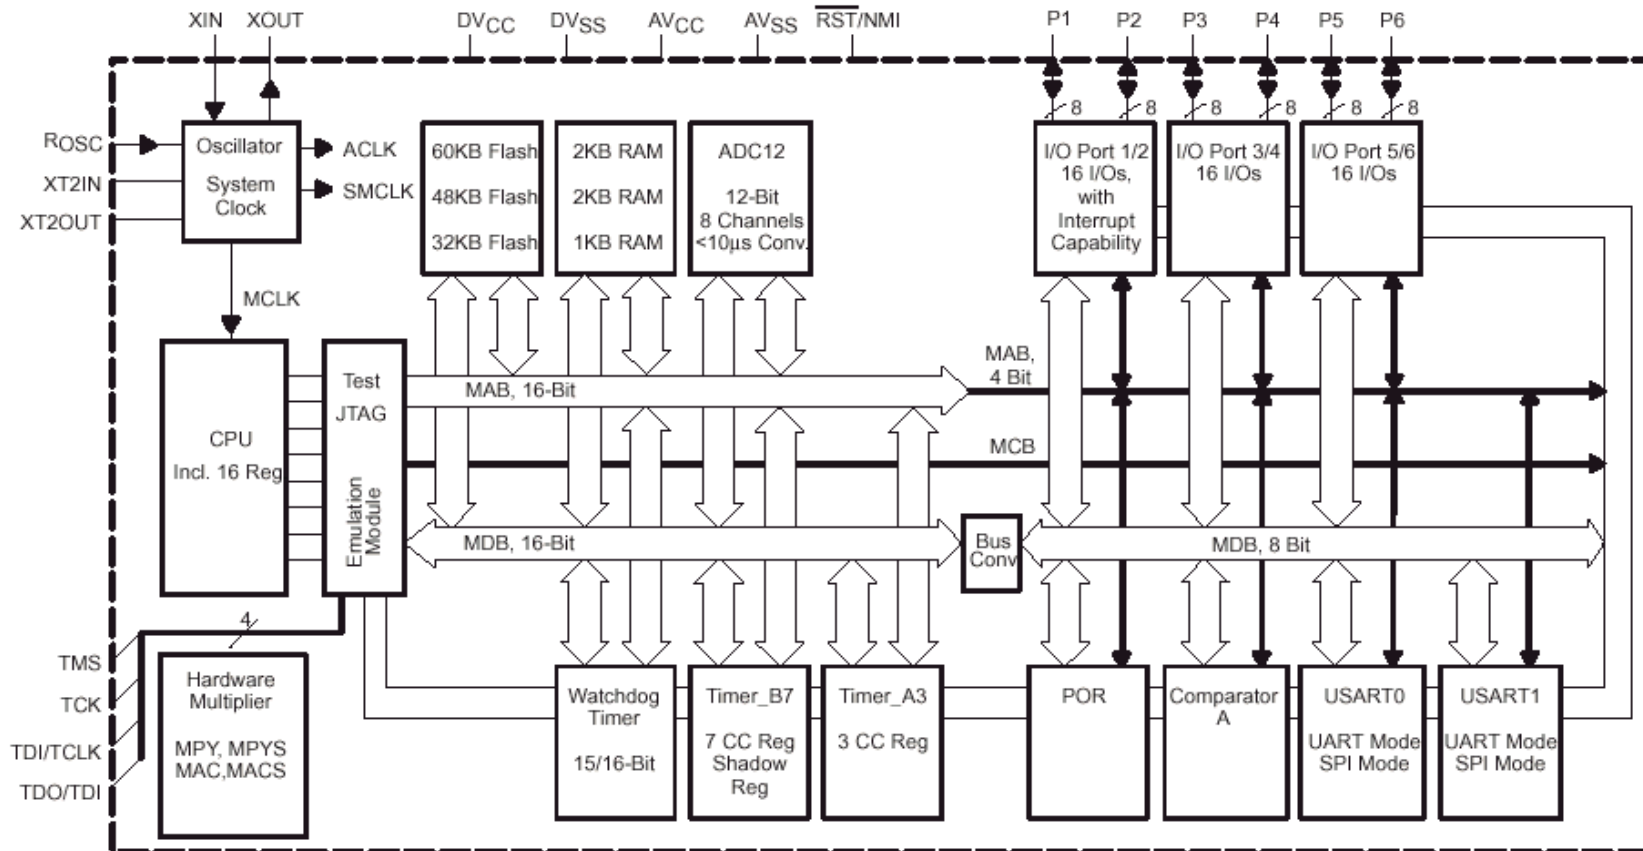 XIN XOUT DVCC DVSS AVCC AVSS RST/NMI P1 P2 P3 P4 P5 P6
8 8 8 8 8 8
ROSC
XT2IN
XT2OUT
Oscillator
System
Clock
ACLK
SMCLK
MCLK
60KB Flash
48KB Flash
32KB Flash
2KB RAM
2KB RAM
1KB RAM
ADC12
12-Bit
8 Channels
<10µs Conv.
I/O Port 1/2
16 I/Os,
with
Interrupt
Capability
I/O Port 3/4
16 I/Os
I/O Port 5/6
16 I/Os
CPU
Incl. 16 Reg
Test
JTAG
Emulation
Module
MAB, 16-Bit
MAB,
4 Bit
MCB
MDB, 16-Bit
Bus
Conv
MDB, 8 Bit
4
TMS
TCK
TDI/TCLK
TDO/TDI
Hardware
Multiplier
MPY, MPYS
MAC,MACS
Watchdog
Timer
15/16-Bit
Timer_B7
7 CC Reg
Shadow
Reg
Timer_A3
3 CC Reg
POR
Comparator
A
USART0
UART Mode
SPI Mode
USART1
UART Mode
SPI Mode